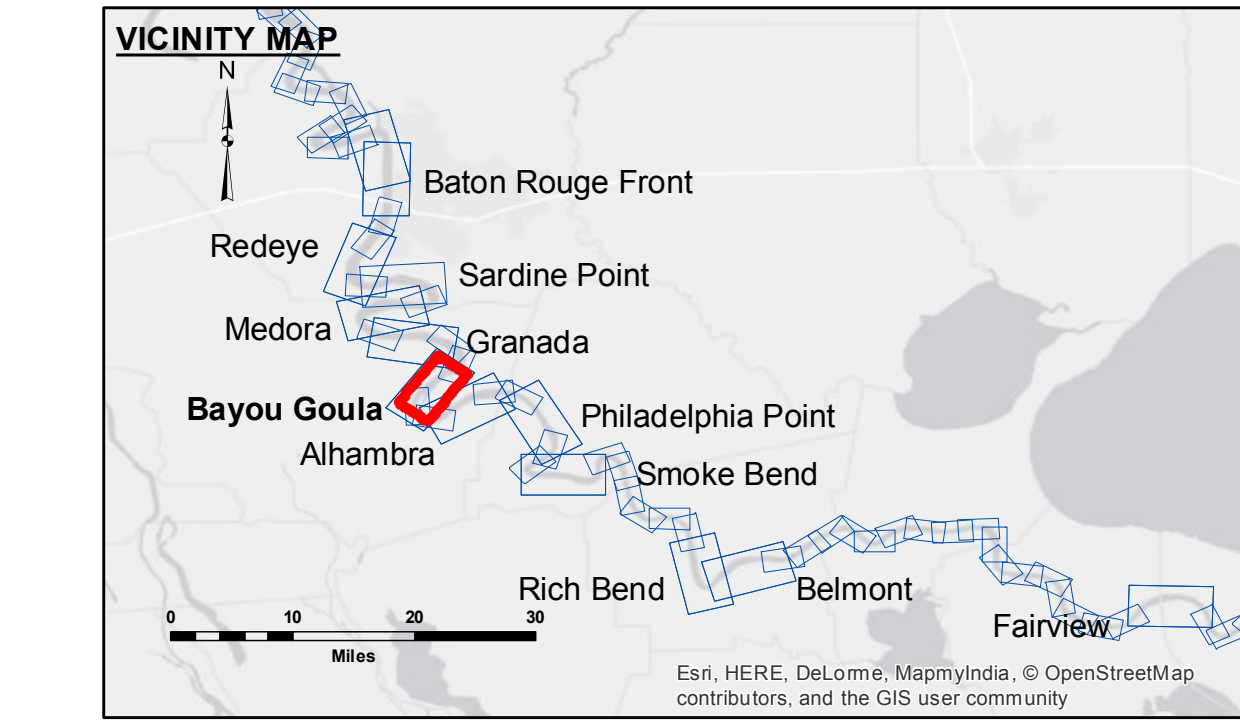 VICINITY MAP
N
Baton Rouge Front
Redeye
Sardine Point
Medora
Granada
Bayou Goula
Philadelphia Point
Alhambra
Smoke Bend
Rich Bend
Belmont
Fairview
0 10 20 30
Miles
Esri, HERE, DeLorme, MapmyIndia, © OpenStreetMap
contributors, and the GIS user community